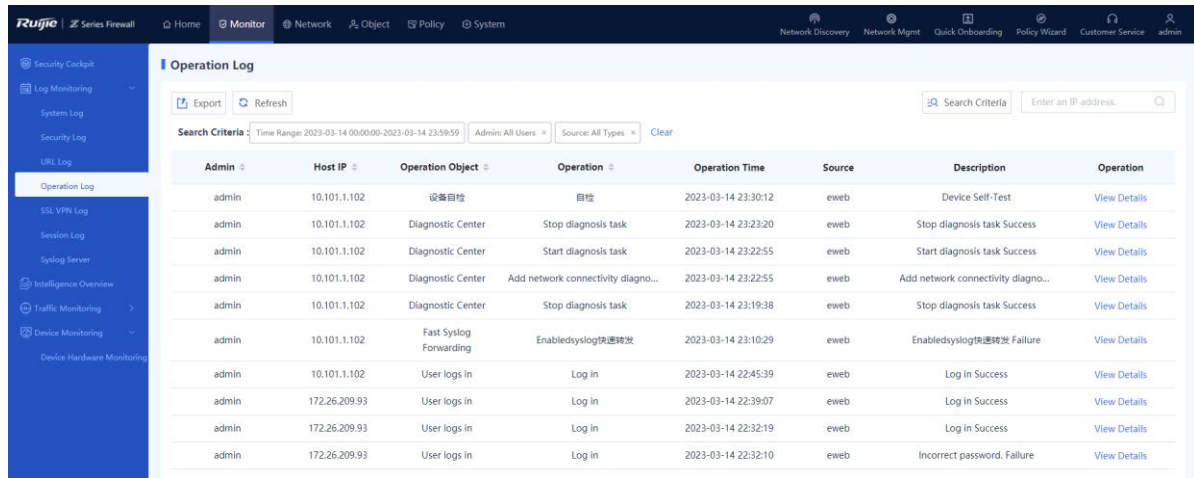 Ruijie | Z Series Firewall
Home Monitor Network Object Policy System
Network Discovery Network Mgmt Quick Onboarding Policy Wizard Customer Service admin
Security Cockpit
Log Monitoring
System Log
Security Log
URL Log
Operation Log
SSL VPN Log
Session Log
Syslog Server
Intelligence Overview
Traffic Monitoring
Device Monitoring
Device Hardware Monitoring
Operation Log
Export Refresh Search Criteria Enter an IP address.
Search Criteria : Time Range: 2023-03-14 00:00:00-2023-03-14 23:59:59 Admin: All Users × Source: All Types × Clear
Admin Host IP Operation Object Operation Operation Time Source Description Operation
admin 10.101.1.102 设备自检 自检 2023-03-14 23:30:12 eweb Device Self-Test View Details
admin 10.101.1.102 Diagnostic Center Stop diagnosis task 2023-03-14 23:23:20 eweb Stop diagnosis task Success View Details
admin 10.101.1.102 Diagnostic Center Start diagnosis task 2023-03-14 23:22:55 eweb Start diagnosis task Success View Details
admin 10.101.1.102 Diagnostic Center Add network connectivity diagno... 2023-03-14 23:22:55 eweb Add network connectivity diagno... View Details
admin 10.101.1.102 Diagnostic Center Stop diagnosis task 2023-03-14 23:19:38 eweb Stop diagnosis task Success View Details
admin 10.101.1.102 Fast Syslog Forwarding Enabledsyslog快速转发 2023-03-14 23:10:29 eweb Enabledsyslog快速转发 Failure View Details
admin 10.101.1.102 User logs in Log in 2023-03-14 22:45:39 eweb Log in Success View Details
admin 172.26.209.93 User logs in Log in 2023-03-14 22:39:07 eweb Log in Success View Details
admin 172.26.209.93 User logs in Log in 2023-03-14 22:32:19 eweb Log in Success View Details
admin 172.26.209.93 User logs in Log in 2023-03-14 22:32:10 eweb Incorrect password. Failure View Details